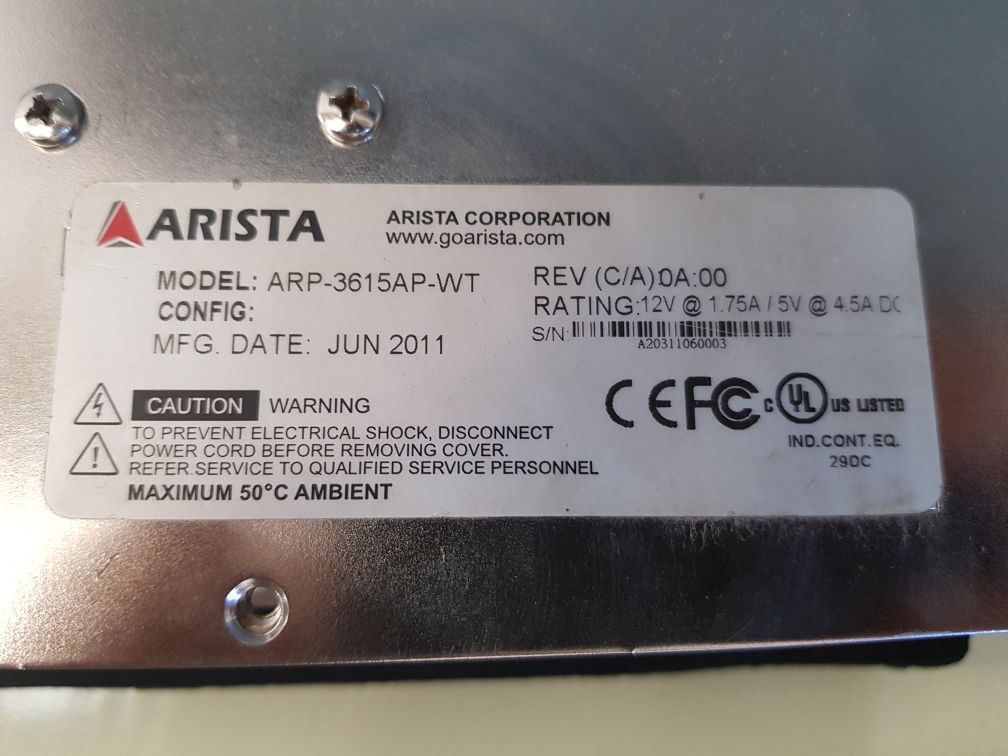 ARISTA
ARISTA CORPORATION
www.goarista.com
MODEL: ARP-3615AP-WT
CONFIG:
MFG. DATE: JUN 2011
REV (C/A):0A:00
RATING:12V @ 1.75A / 5V @ 4.5A DC
S/N:
A20311060003
CAUTION WARNING
TO PREVENT ELECTRICAL SHOCK, DISCONNECT
POWER CORD BEFORE REMOVING COVER.
REFER SERVICE TO QUALIFIED SERVICE PERSONNEL
MAXIMUM 50°C AMBIENT
CE FC C UL US LISTED
IND.CONT.EQ.
29DC